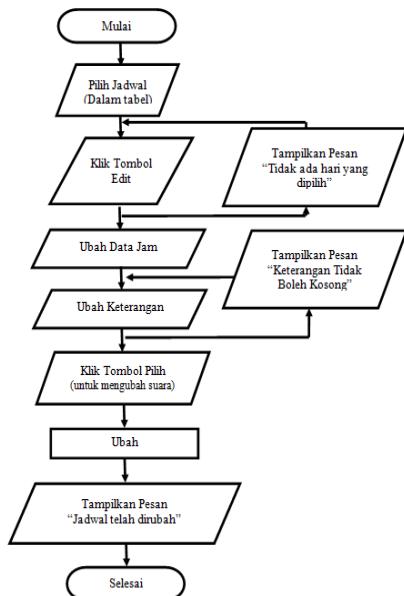 Mulai
Pilih Jadwal
(Dalam tabel)
Klik Tombol
Edit
Tampilkan Pesan
“Tidak ada hari yang
dipilih”
Ubah Data Jam
Tampilkan Pesan
“Keterangan Tidak
Boleh Kosong”
Ubah Keterangan
Klik Tombol Pilih
(untuk mengubah suara)
Ubah
Tampilkan Pesan
“Jadwal telah dirubah”
Selesai